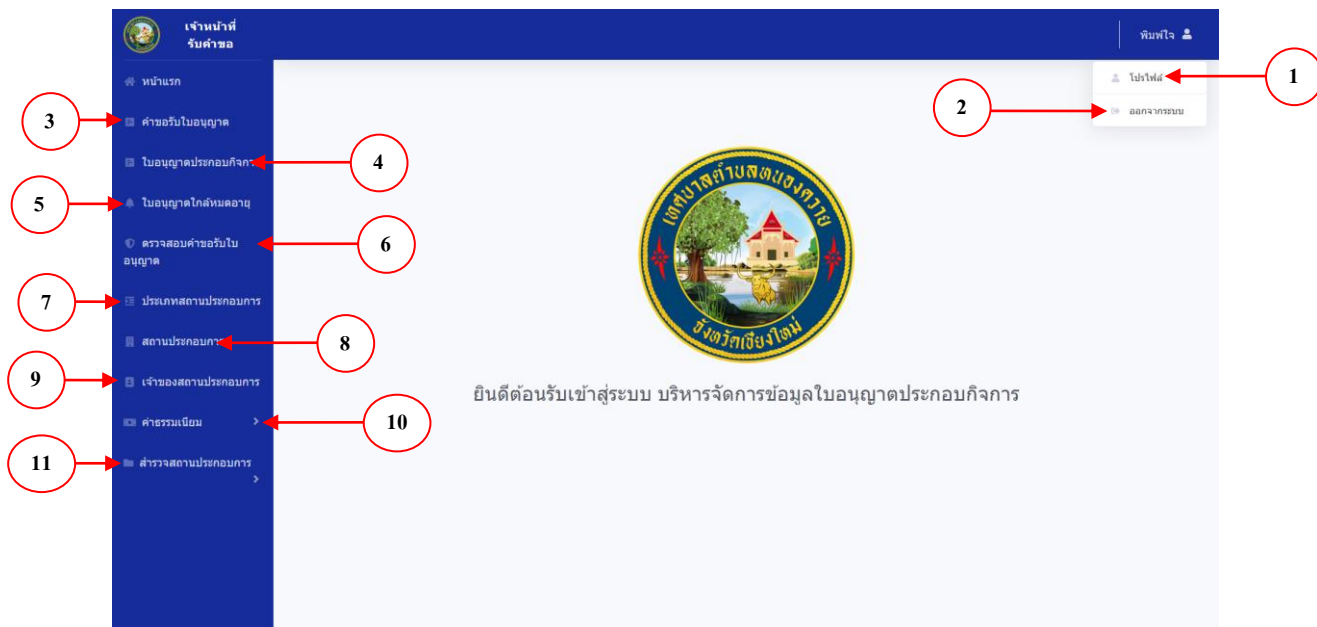 เจ้าหน้าที่
รับคำขอ
พิมพ์ใจ
หน้าแรก
โปรไฟล์
1
2
ออกจากระบบ
3
คำขอรับใบอนุญาต
ใบอนุญาตประกอบกิจการ
4
5
ใบอนุญาตใกล้หมดอายุ
ตรวจสอบคำขอรับใบ
อนุญาต
6
7
ประเภทสถานประกอบการ
สถานประกอบการ
8
9
เจ้าของสถานประกอบการ
ค่าธรรมเนียม
10
11
สำรวจสถานประกอบการ
เทศบาลตำบลหนองควาย
จังหวัดเชียงใหม่
ยินดีต้อนรับเข้าสู่ระบบ บริหารจัดการข้อมูลใบอนุญาตประกอบกิจการ